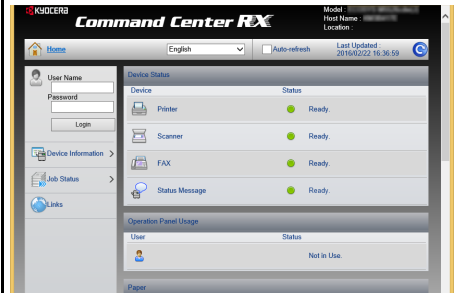 KYOCERA
Command Center RX
Model :
Host Name :
Location :
Home
English
Auto-refresh
Last Updated :
2016/02/22 16:36:59
User Name
Password
Login
Device Information
Job Status
Links
Device Status
Device Status
Printer Ready.
Scanner Ready.
FAX Ready.
Status Message Ready.
Operation Panel Usage
User Status
Not in Use.
Paper